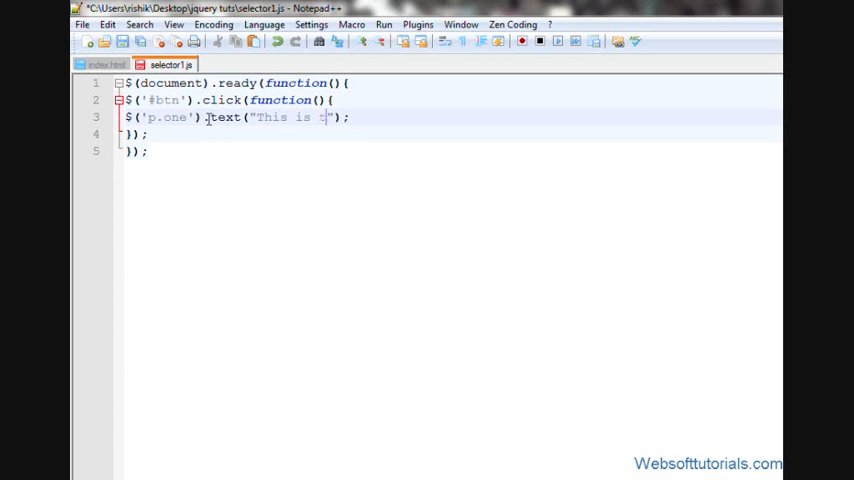 *C:\Users\rishik\Desktop\jquery tuts\selector1.js - Notepad++
File Edit Search View Encoding Language Settings Macro Run Plugins Window Zen Coding ?
index.html selector1.js
1 $(document).ready(function(){
2 $('#btn').click(function(){
3 $('p.one').text("This is t");
4 });
5 });
Websofttutorials.com